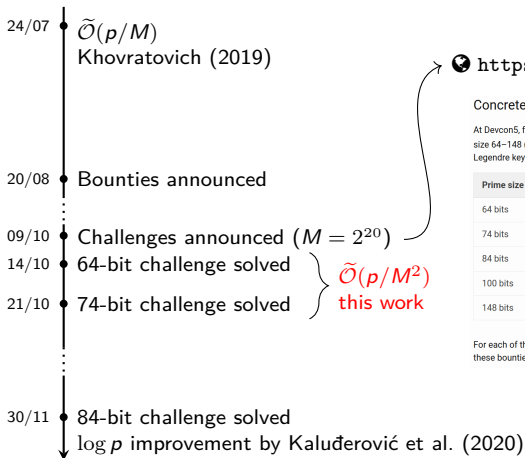 24/07 Õ(p/M)
Khovratovich (2019)
20/08 Bounties announced
09/10 Challenges announced (M = 2²⁰)
14/10 64-bit challenge solved
21/10 74-bit challenge solved
Õ(p/M²)
this work
30/11 84-bit challenge solved
log p improvement by Kaluđerović et al. (2020)
https
Concrete
At Devcon5, f
size 64–148
Legendre key
Prime size
64 bits
74 bits
84 bits
100 bits
148 bits
For each of th
these bountie